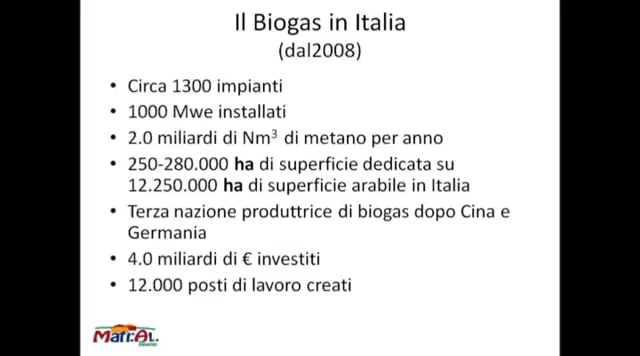 Il Biogas in Italia
(dal2008)
• Circa 1300 impianti
• 1000 Mwe installati
• 2.0 miliardi di Nm³ di metano per anno
• 250-280.000 ha di superficie dedicata su
12.250.000 ha di superficie arabile in Italia
• Terza nazione produttrice di biogas dopo Cina e
Germania
• 4.0 miliardi di € investiti
• 12.000 posti di lavoro creati